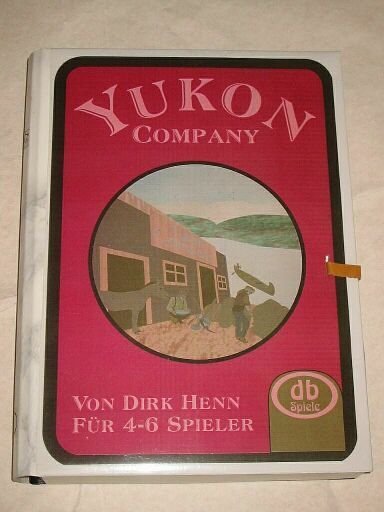 YUKON
COMPANY
VON DIRK HENN
FÜR 4-6 SPIELER
db
Spiele